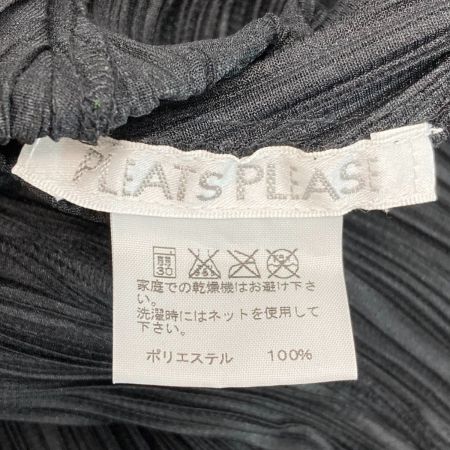 PLEATS PLEASE
30
家庭での乾燥機はお避け下さ
い。
洗濯時にはネットを使用して
下さい。
ポリエステル 100%